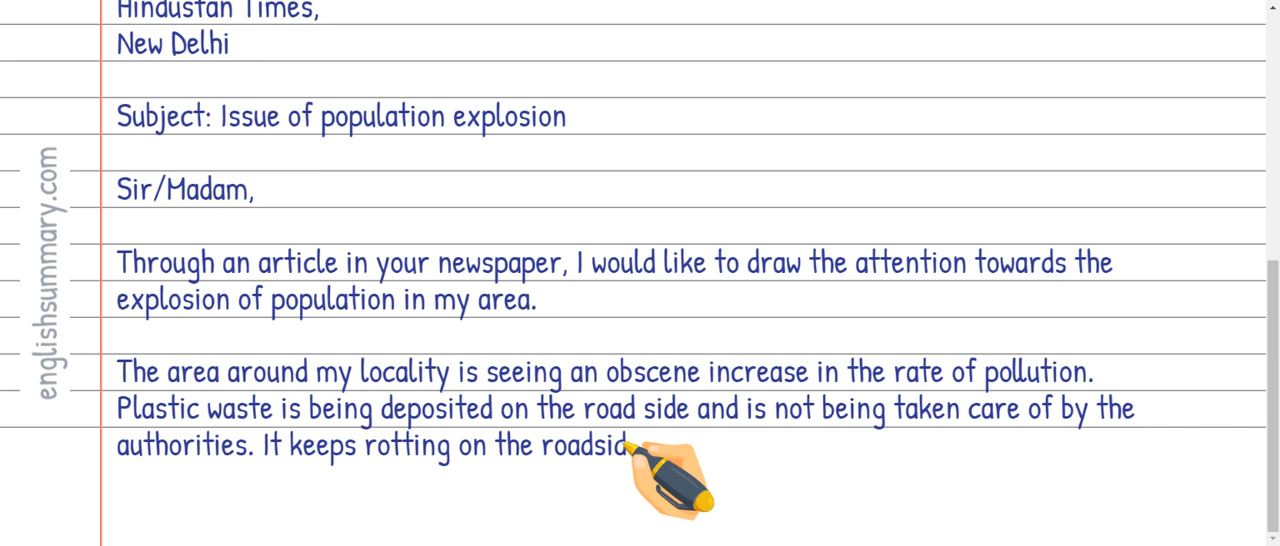 Hindustan Times,
New Delhi
Subject: Issue of population explosion
Sir/Madam,
Through an article in your newspaper, I would like to draw the attention towards the
explosion of population in my area.
The area around my locality is seeing an obscene increase in the rate of pollution.
Plastic waste is being deposited on the road side and is not being taken care of by the
authorities. It keeps rotting on the roadsid
englishsummary.com